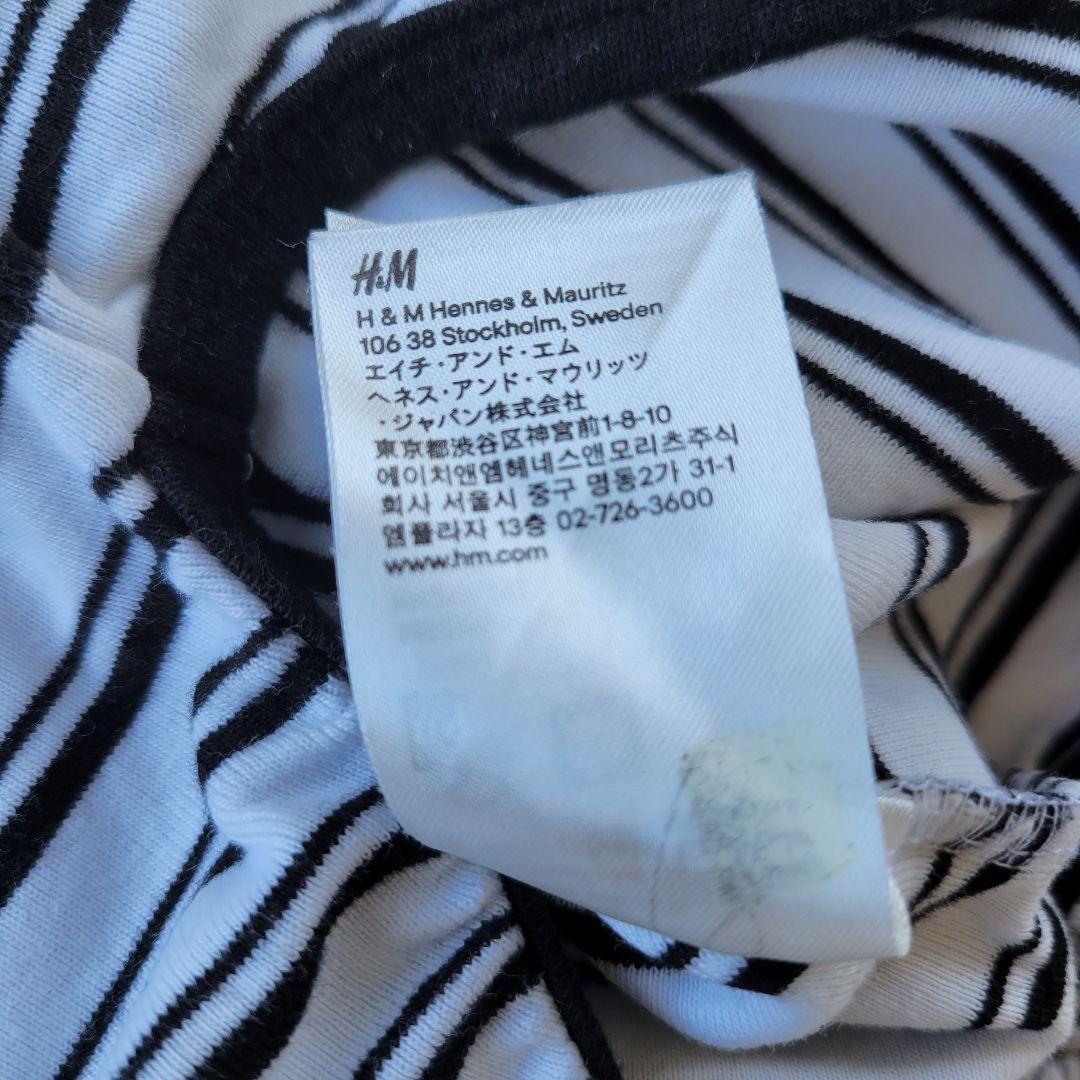 H&M
H & M Hennes & Mauritz
106 38 Stockholm, Sweden
エイチ・アンド・エム
ヘネス・アンド・マウリッツ
・ジャパン株式会社
東京都渋谷区神宮前1-8-10
에이치앤엠헤네스앤모리츠주식
회사 서울시 중구 명동2가 31-1
엠플라자 13층 02-726-3600
www.hm.com